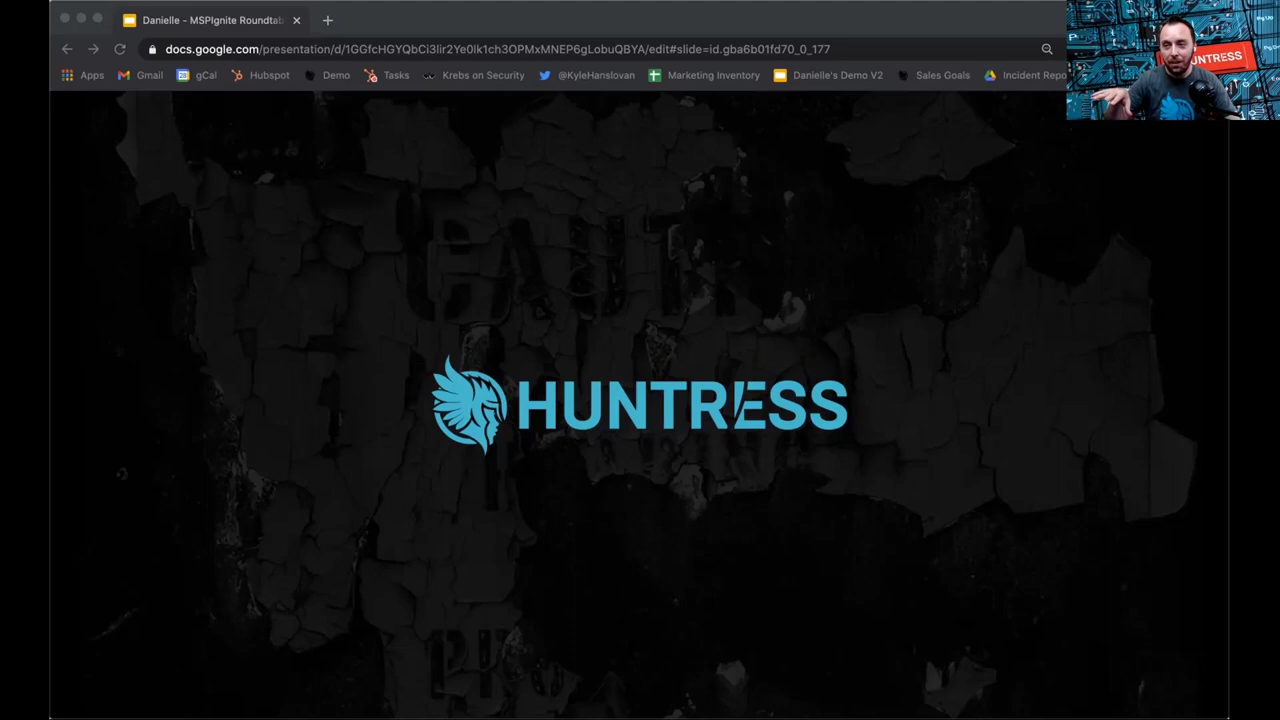 Danielle - MSPIgnite Roundtab
docs.google.com/presentation/d/1GGfcHGYQbCi3lir2Ye0lk1ch3OPMxMNEP6gLobuQBYA/edit#slide=id.gba6b01fd70_0_177
Apps Gmail 28 gCal Hubspot Demo Tasks Krebs on Security @KyleHanslovan Marketing Inventory Danielle's Demo V2 Sales Goals Incident Repo
UNTRESS
HUNTRESS